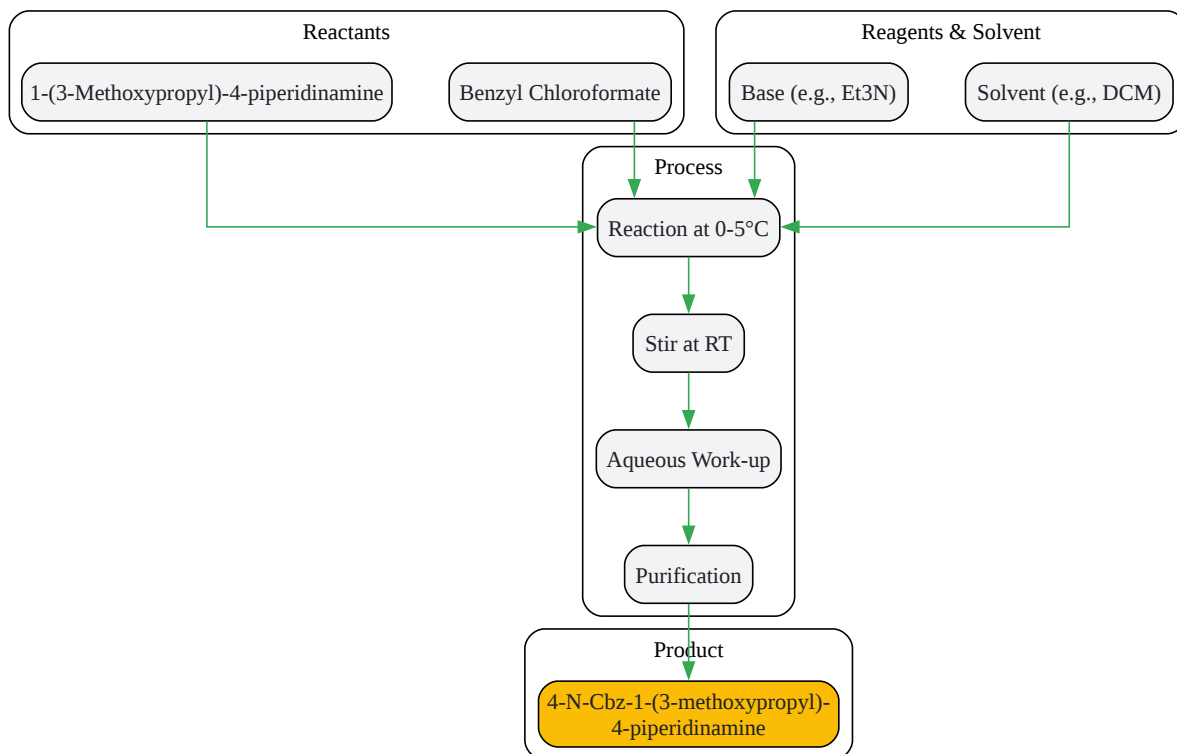 Reactants
Reagents & Solvent
1-(3-Methoxypropyl)-4-piperidinamine
Benzyl Chloroformate
Base (e.g., Et3N)
Solvent (e.g., DCM)
Process
Reaction at 0-5°C
Stir at RT
Aqueous Work-up
Purification
Product
4-N-Cbz-1-(3-methoxypropyl)-
4-piperidinamine